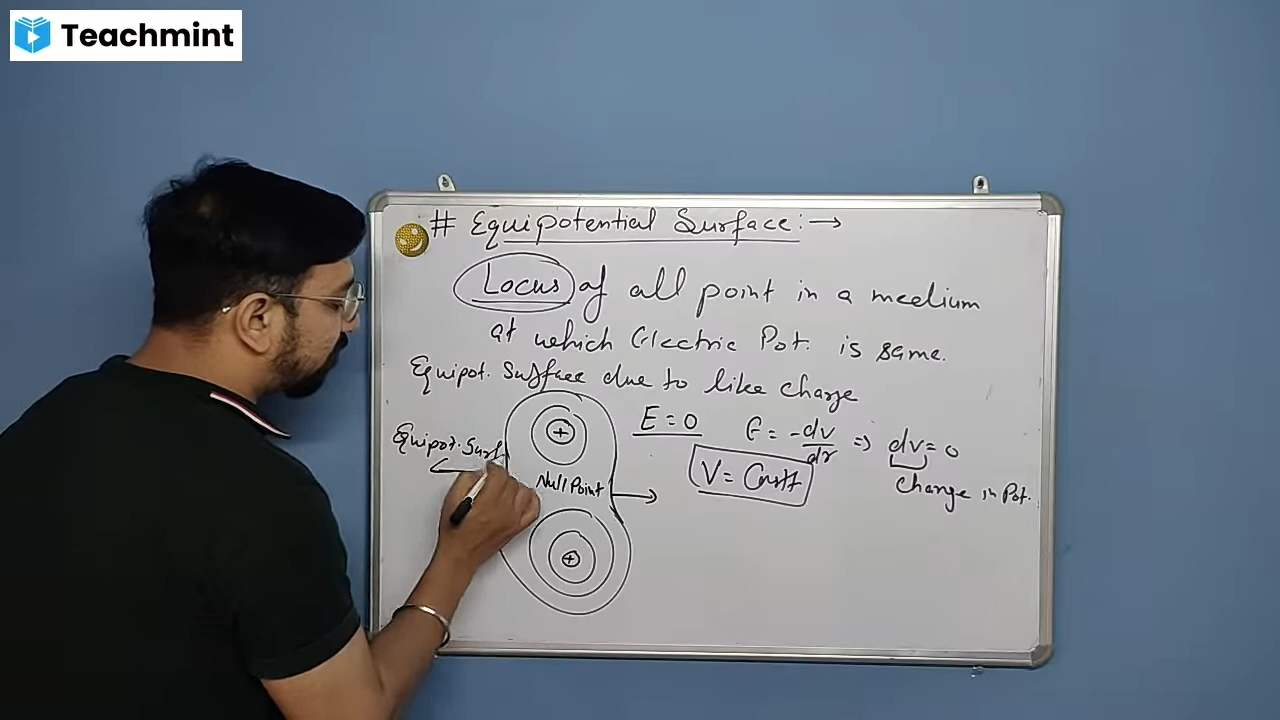 Teachmint
# Equipotential Surface: →
Locus of all point in a medium
at which Electric Pot. is same.
Equipot. Surface due to like charge
E = 0
E = -dv/dr ⇒ dv = 0
Equipot. Surf
V = Const
Change in Pot.
Null Point
+
+